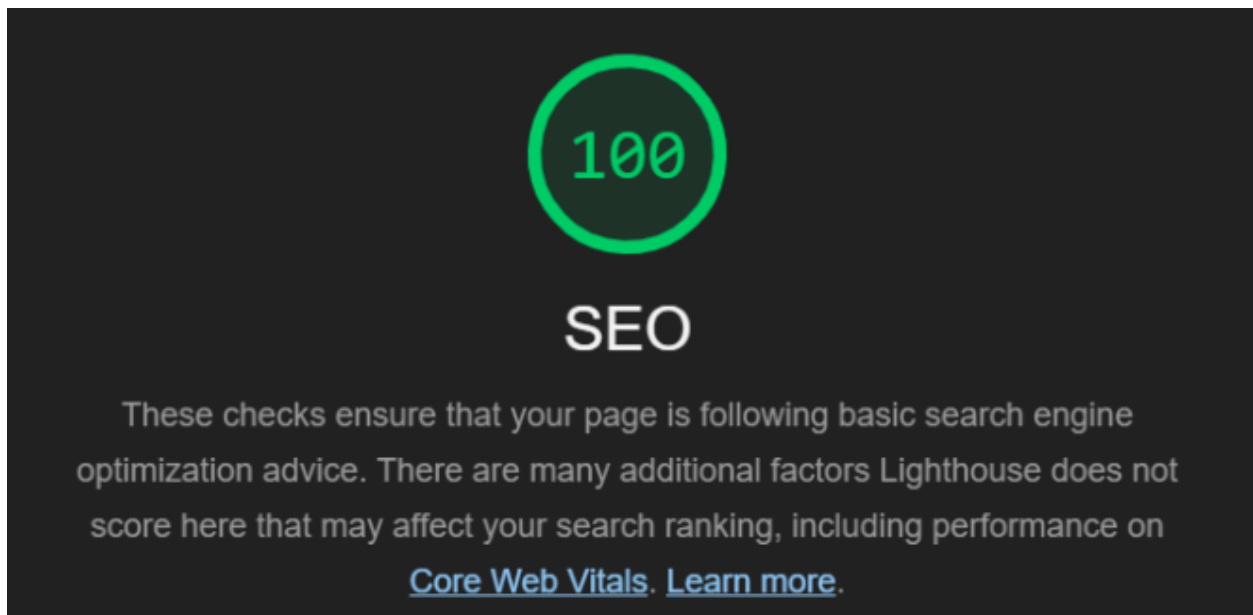 100
SEO
These checks ensure that your page is following basic search engine
optimization advice. There are many additional factors Lighthouse does not
score here that may affect your search ranking, including performance on
Core Web Vitals. Learn more.